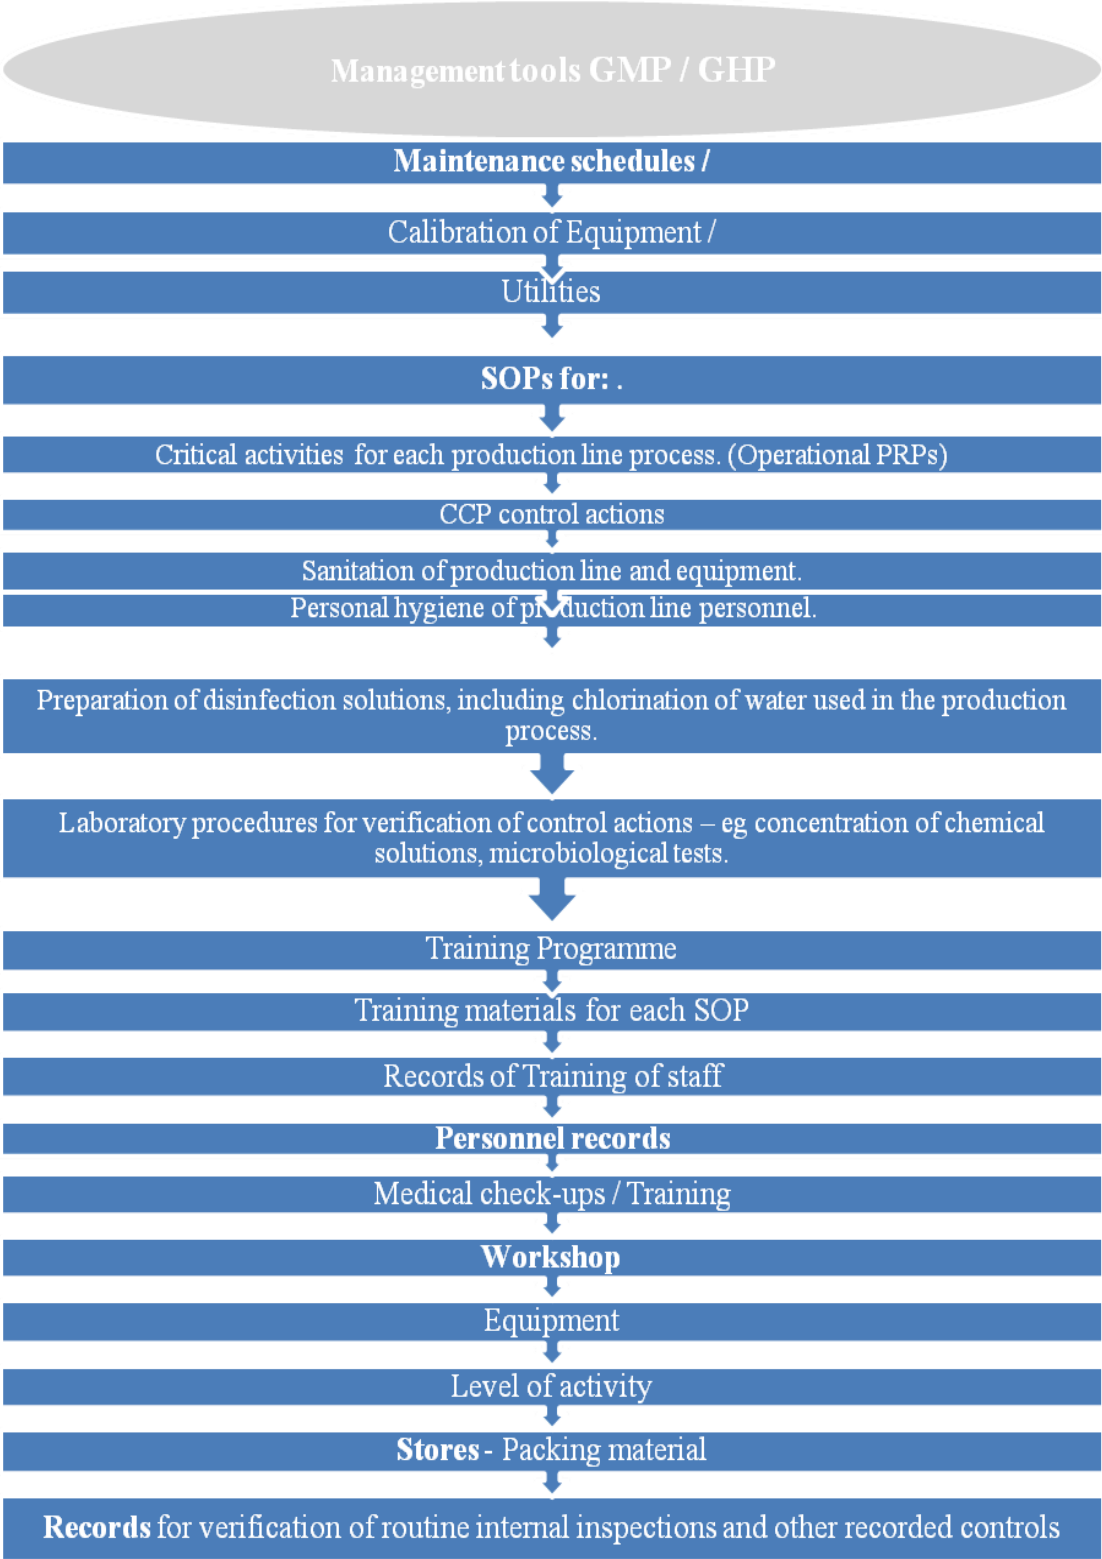 Management tools GMP / GHP
Maintenance schedules /
Calibration of Equipment /
Utilities
SOPs for: .
Critical activities for each production line process. (Operational PRPs)
CCP control actions
Sanitation of production line and equipment.
Personal hygiene of production line personnel.
Preparation of disinfection solutions, including chlorination of water used in the production
process.
Laboratory procedures for verification of control actions – eg concentration of chemical
solutions, microbiological tests.
Training Programme
Training materials for each SOP
Records of Training of staff
Personnel records
Medical check-ups / Training
Workshop
Equipment
Level of activity
Stores - Packing material
Records for verification of routine internal inspections and other recorded controls